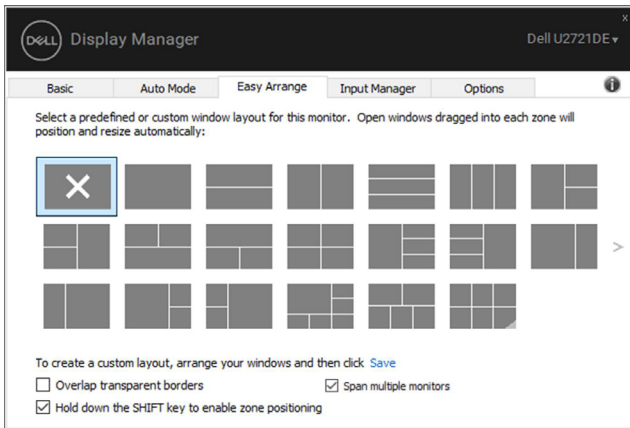 x
DELL Display Manager Dell U2721DE
Basic Auto Mode Easy Arrange Input Manager Options
Select a predefined or custom window layout for this monitor. Open windows dragged into each zone will
position and resize automatically:
To create a custom layout, arrange your windows and then click Save
Overlap transparent borders Span multiple monitors
Hold down the SHIFT key to enable zone positioning